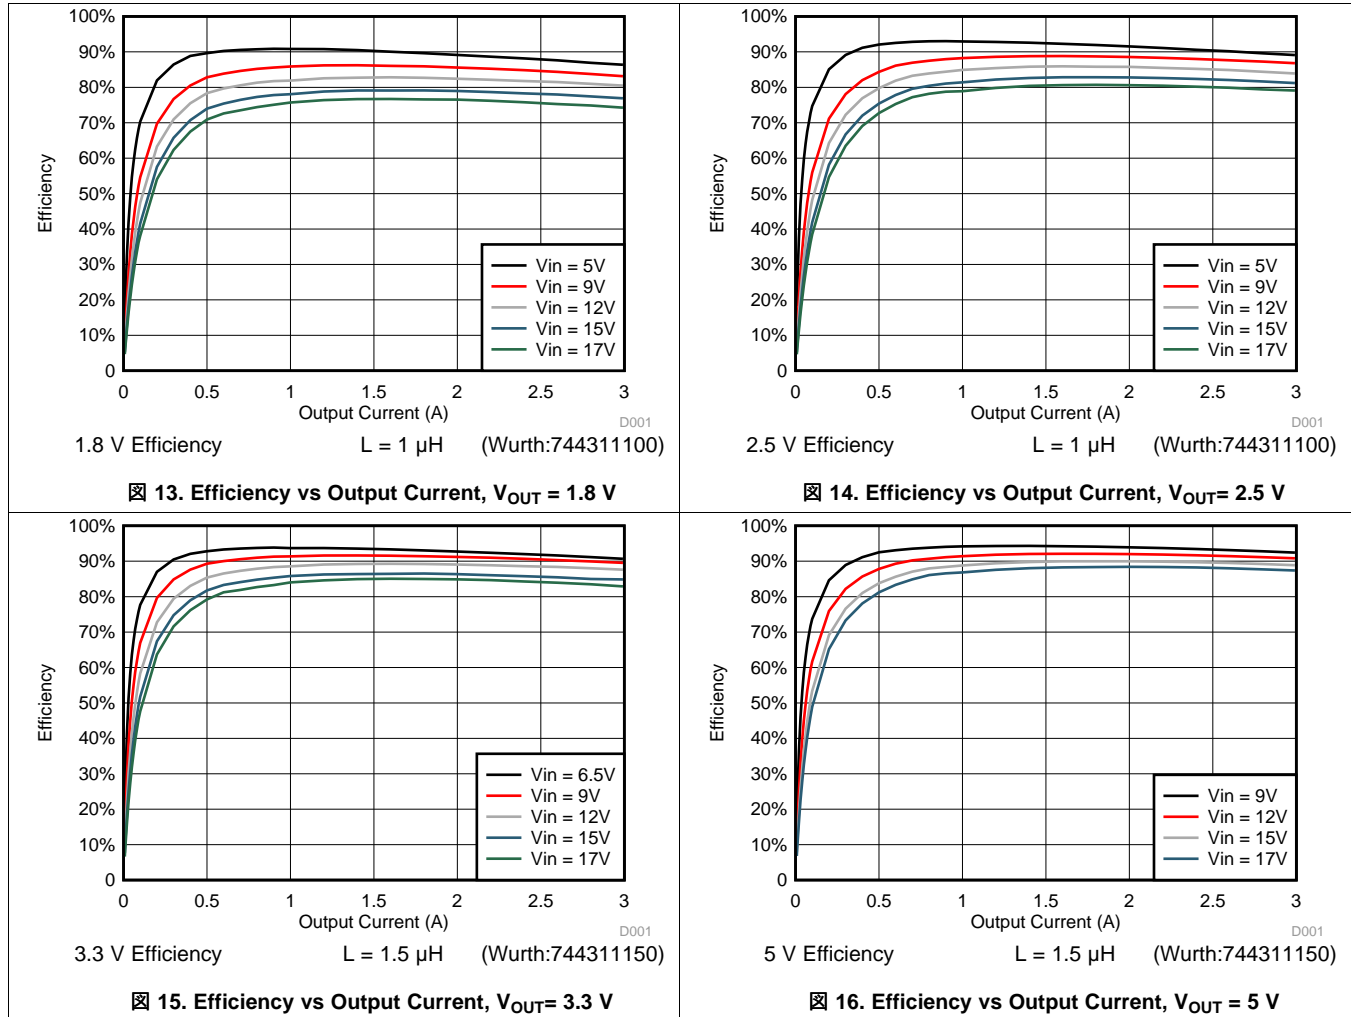 100%
90%
80%
70%
60%
50%
40%
30%
20%
10%
0
Efficiency
0 0.5 1 1.5 2 2.5 3
Output Current (A)
Vin = 5V
Vin = 9V
Vin = 12V
Vin = 15V
Vin = 17V
D001
1.8 V Efficiency L = 1 µH (Wurth:744311100)
図 13. Efficiency vs Output Current, VOUT = 1.8 V
100%
90%
80%
70%
60%
50%
40%
30%
20%
10%
0
Efficiency
0 0.5 1 1.5 2 2.5 3
Output Current (A)
Vin = 5V
Vin = 9V
Vin = 12V
Vin = 15V
Vin = 17V
D001
2.5 V Efficiency L = 1 µH (Wurth:744311100)
図 14. Efficiency vs Output Current, VOUT= 2.5 V
100%
90%
80%
70%
60%
50%
40%
30%
20%
10%
0
Efficiency
0 0.5 1 1.5 2 2.5 3
Output Current (A)
Vin = 6.5V
Vin = 9V
Vin = 12V
Vin = 15V
Vin = 17V
D001
3.3 V Efficiency L = 1.5 µH (Wurth:744311150)
図 15. Efficiency vs Output Current, VOUT= 3.3 V
100%
90%
80%
70%
60%
50%
40%
30%
20%
10%
0
Efficiency
0 0.5 1 1.5 2 2.5 3
Output Current (A)
Vin = 9V
Vin = 12V
Vin = 15V
Vin = 17V
D001
5 V Efficiency L = 1.5 µH (Wurth:744311150)
図 16. Efficiency vs Output Current, VOUT = 5 V